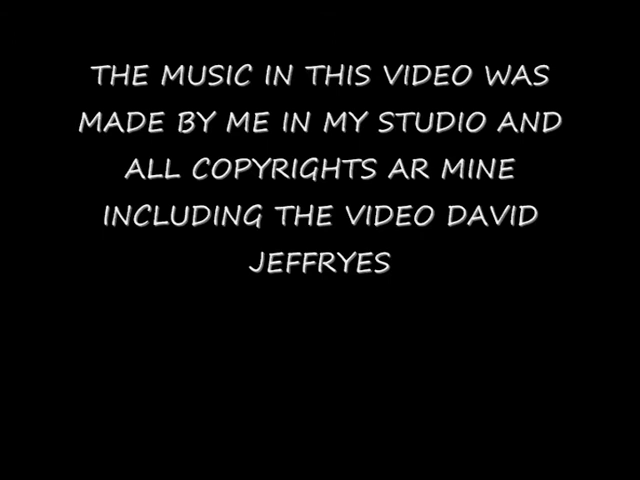 THE MUSIC IN THIS VIDEO WAS
MADE BY ME IN MY STUDIO AND
ALL COPYRIGHTS AR MINE
INCLUDING THE VIDEO DAVID
JEFFRYES